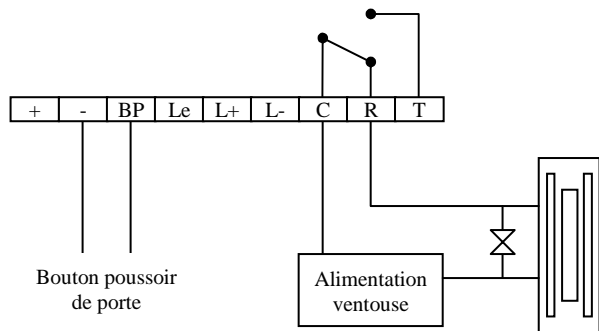 + - BP Le L+ L- C R T
Bouton poussoir
de porte
Alimentation
ventouse